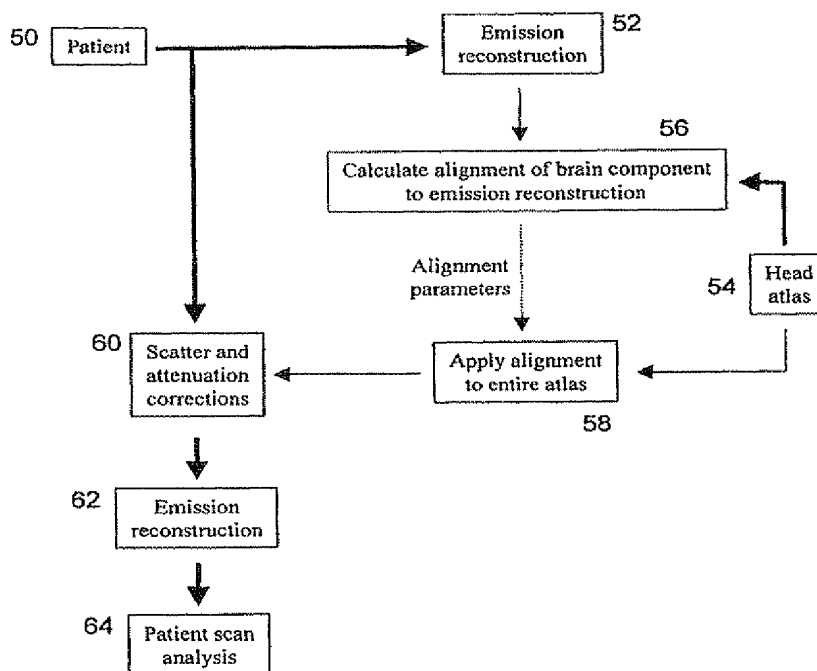 50
Patient
Emission
reconstruction
52
56
Calculate alignment of brain component
to emission reconstruction
Alignment
parameters
54
Head
atlas
60
Scatter and
attenuation
corrections
Apply alignment
to entire atlas
58
62
Emission
reconstruction
64
Patient scan
analysis